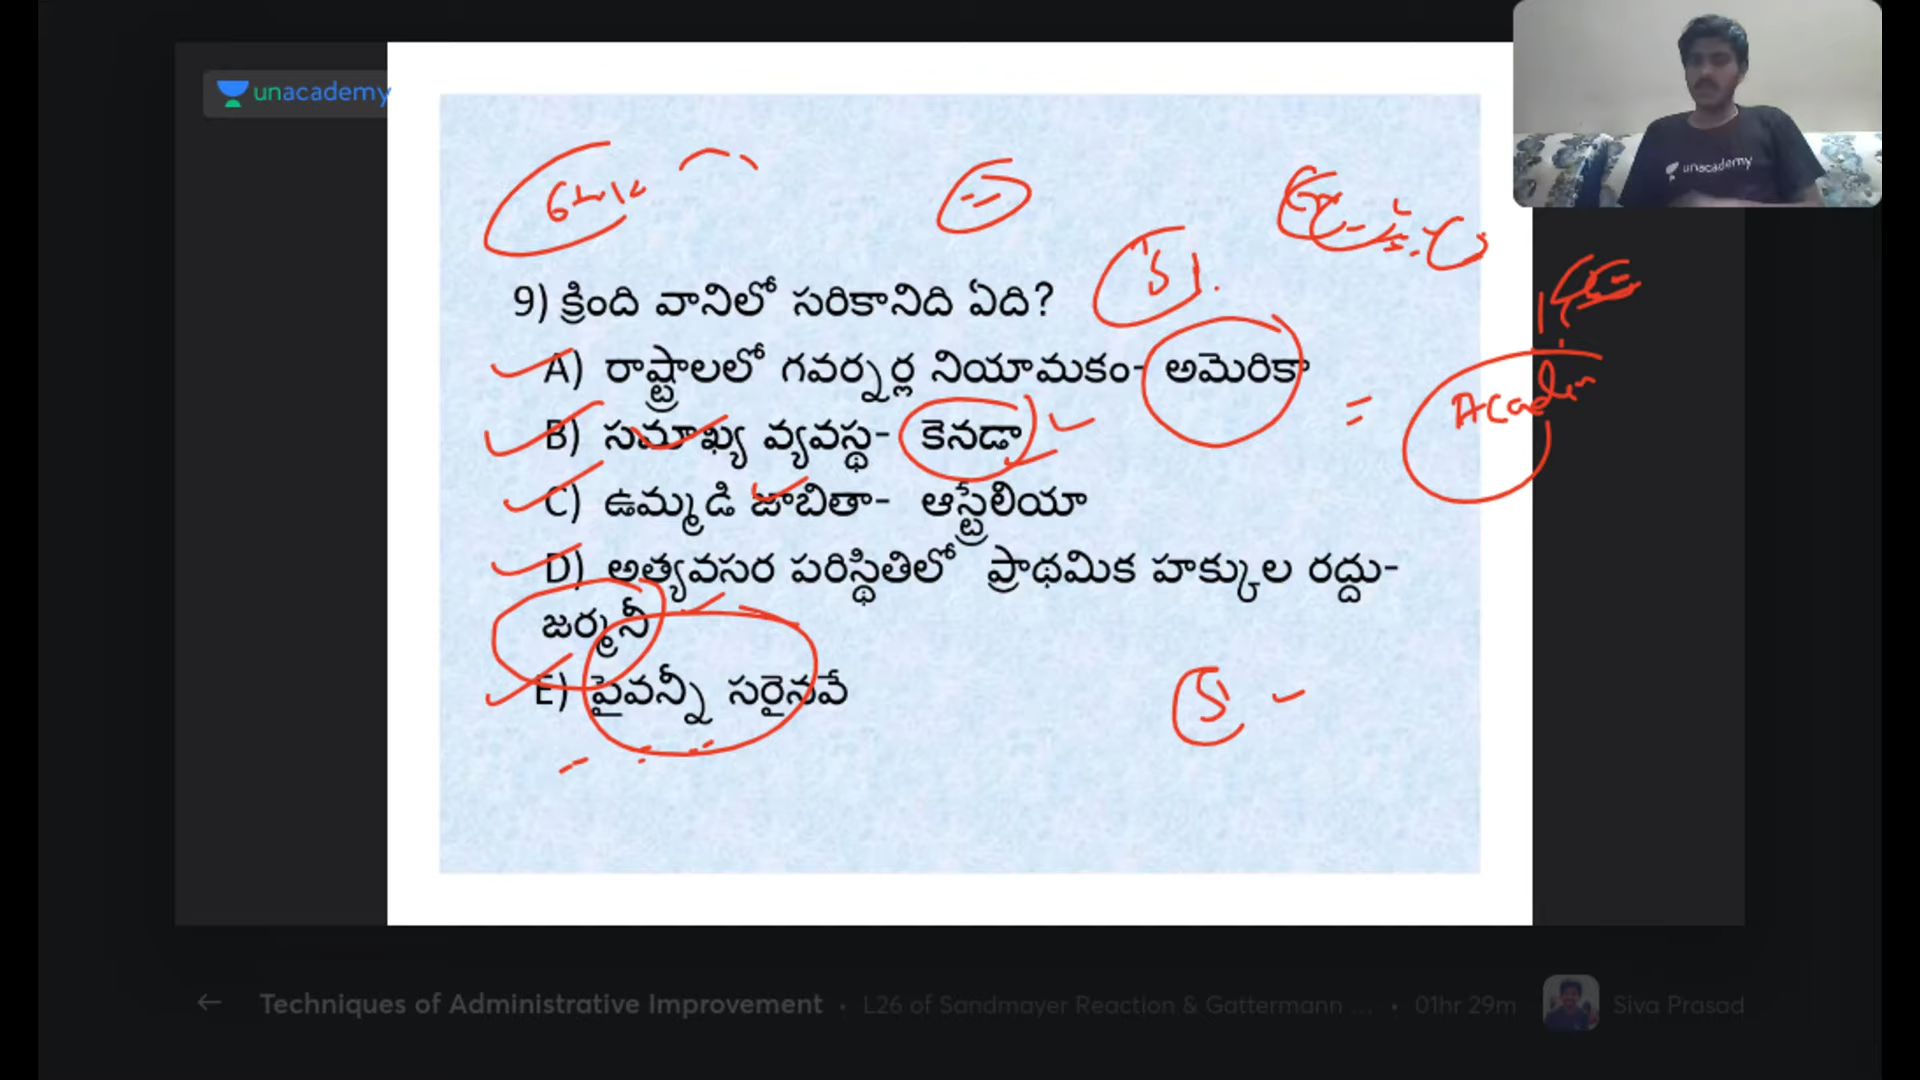 unacademy
unacademy
9) క్రింది వానిలో సరికానిది ఏది?
A) రాష్ట్రాలలో గవర్నర్ల నియామకం- అమెరికా
B) సమాఖ్య వ్యవస్థ- కెనడా
C) ఉమ్మడి జాబితా- ఆస్ట్రేలియా
D) అత్యవసర పరిస్థితిలో ప్రాథమిక హక్కుల రద్దు-
జర్మనీ
E) పైవన్నీ సరైనవే
Techniques of Administrative Improvement • L26 of Sandmayer Reaction & Gattermann ... • 01hr 29m Siva Prasad